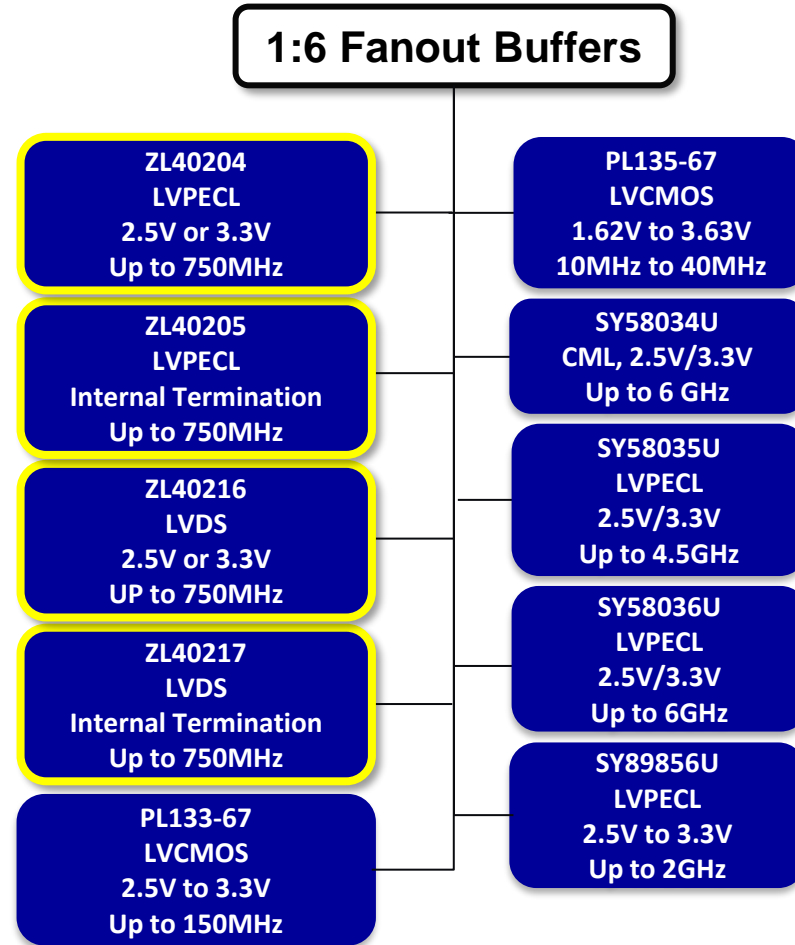 1:6 Fanout Buffers
ZL40204
LVPECL
2.5V or 3.3V
Up to 750MHz
ZL40205
LVPECL
Internal Termination
Up to 750MHz
ZL40216
LVDS
2.5V or 3.3V
UP to 750MHz
ZL40217
LVDS
Internal Termination
Up to 750MHz
PL133-67
LVCMOS
2.5V to 3.3V
Up to 150MHz
PL135-67
LVCMOS
1.62V to 3.63V
10MHz to 40MHz
SY58034U
CML, 2.5V/3.3V
Up to 6 GHz
SY58035U
LVPECL
2.5V/3.3V
Up to 4.5GHz
SY58036U
LVPECL
2.5V/3.3V
Up to 6GHz
SY89856U
LVPECL
2.5V to 3.3V
Up to 2GHz